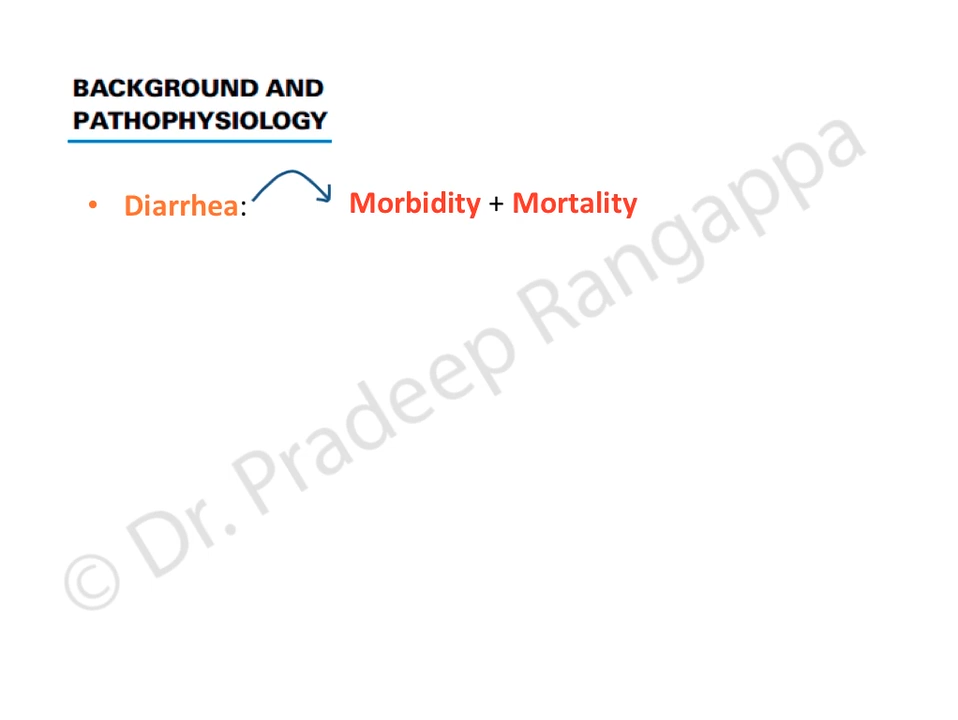 BACKGROUND AND
PATHOPHYSIOLOGY
• Diarrhea: Morbidity + Mortality
© Dr. Pradeep Rangappa